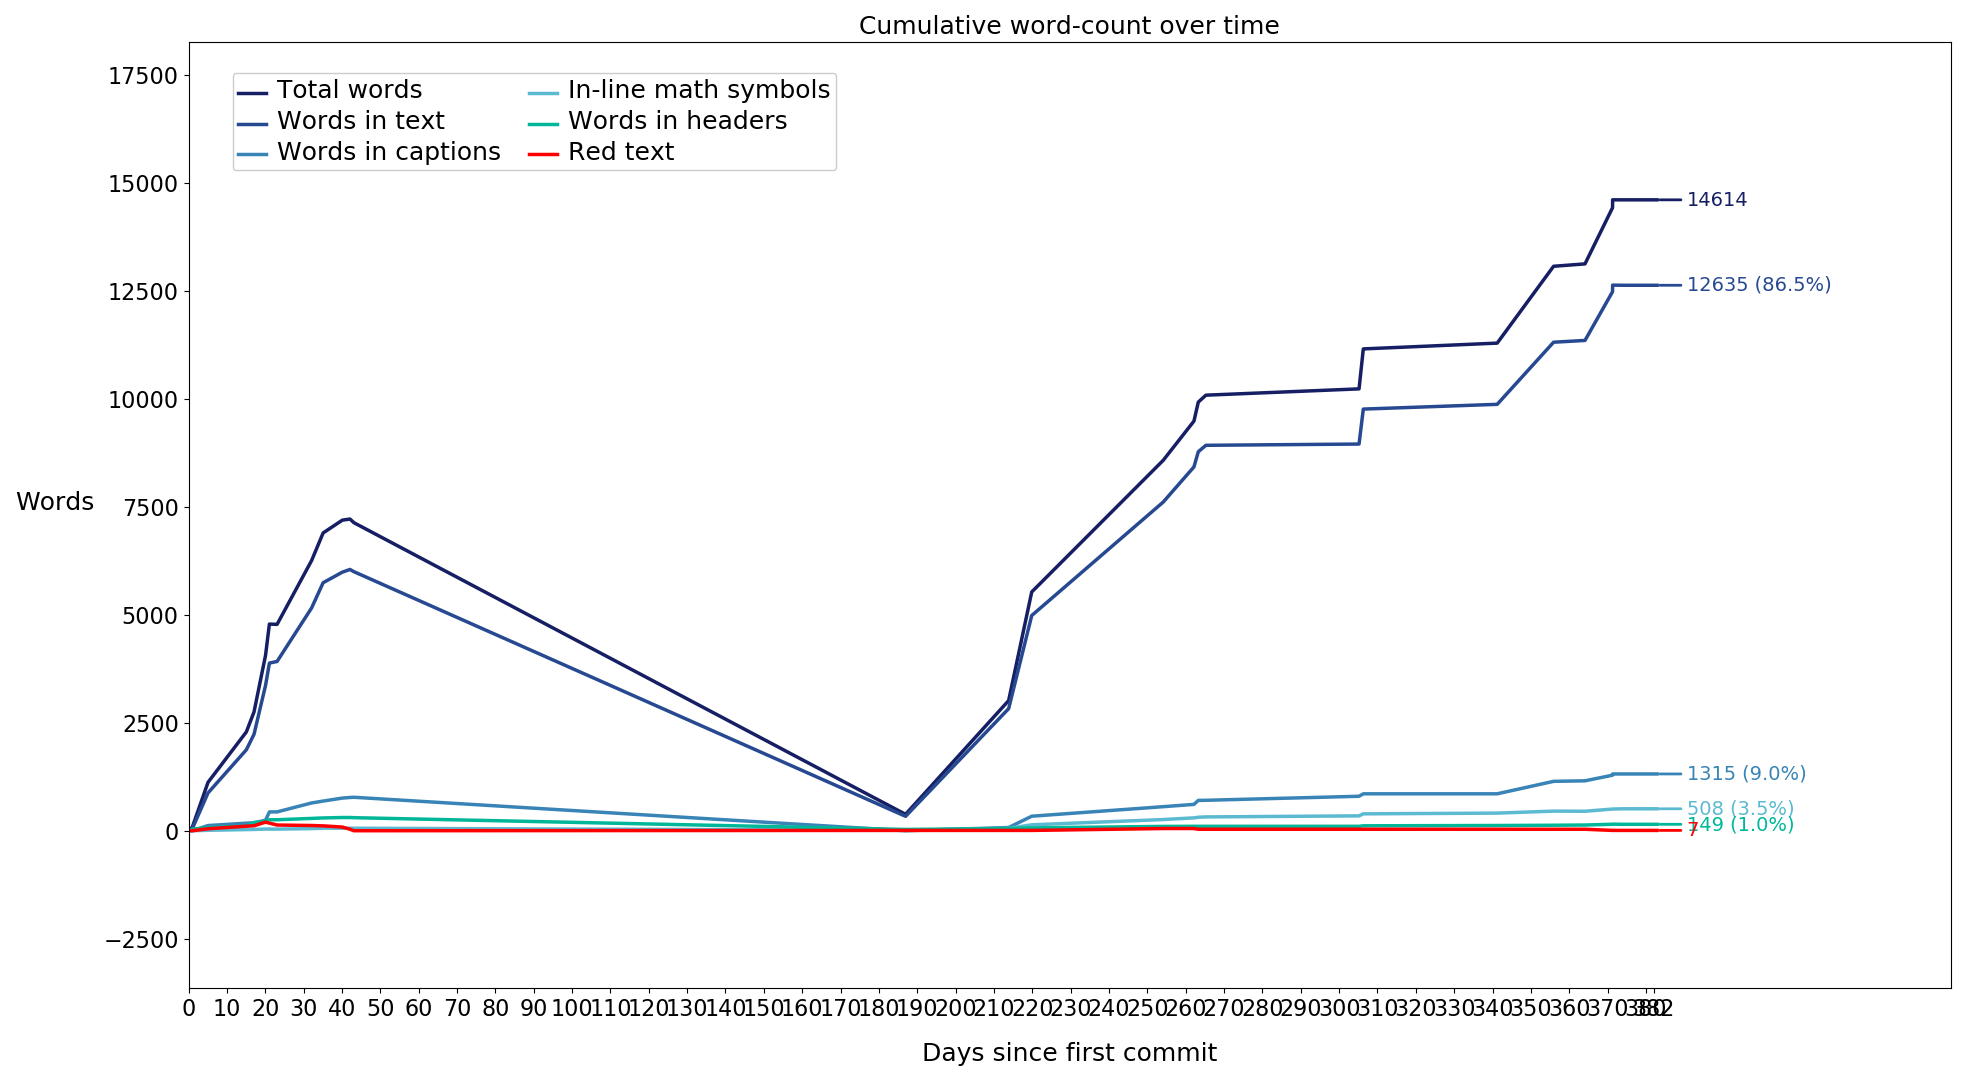 Cumulative word-count over time
17500
15000
12500
10000
7500
5000
2500
0
−2500
Words
Total words
Words in text
Words in captions
In-line math symbols
Words in headers
Red text
14614
12635 (86.5%)
1315 (9.0%)
508 (3.5%)
149 (1.0%)
7
0 10 20 30 40 50 60 70 80 90 100 110 120 130 140 150 160 170 180 190 200 210 220 230 240 250 260 270 280 290 300 310 320 330 340 350 360 370 380 382
Days since first commit